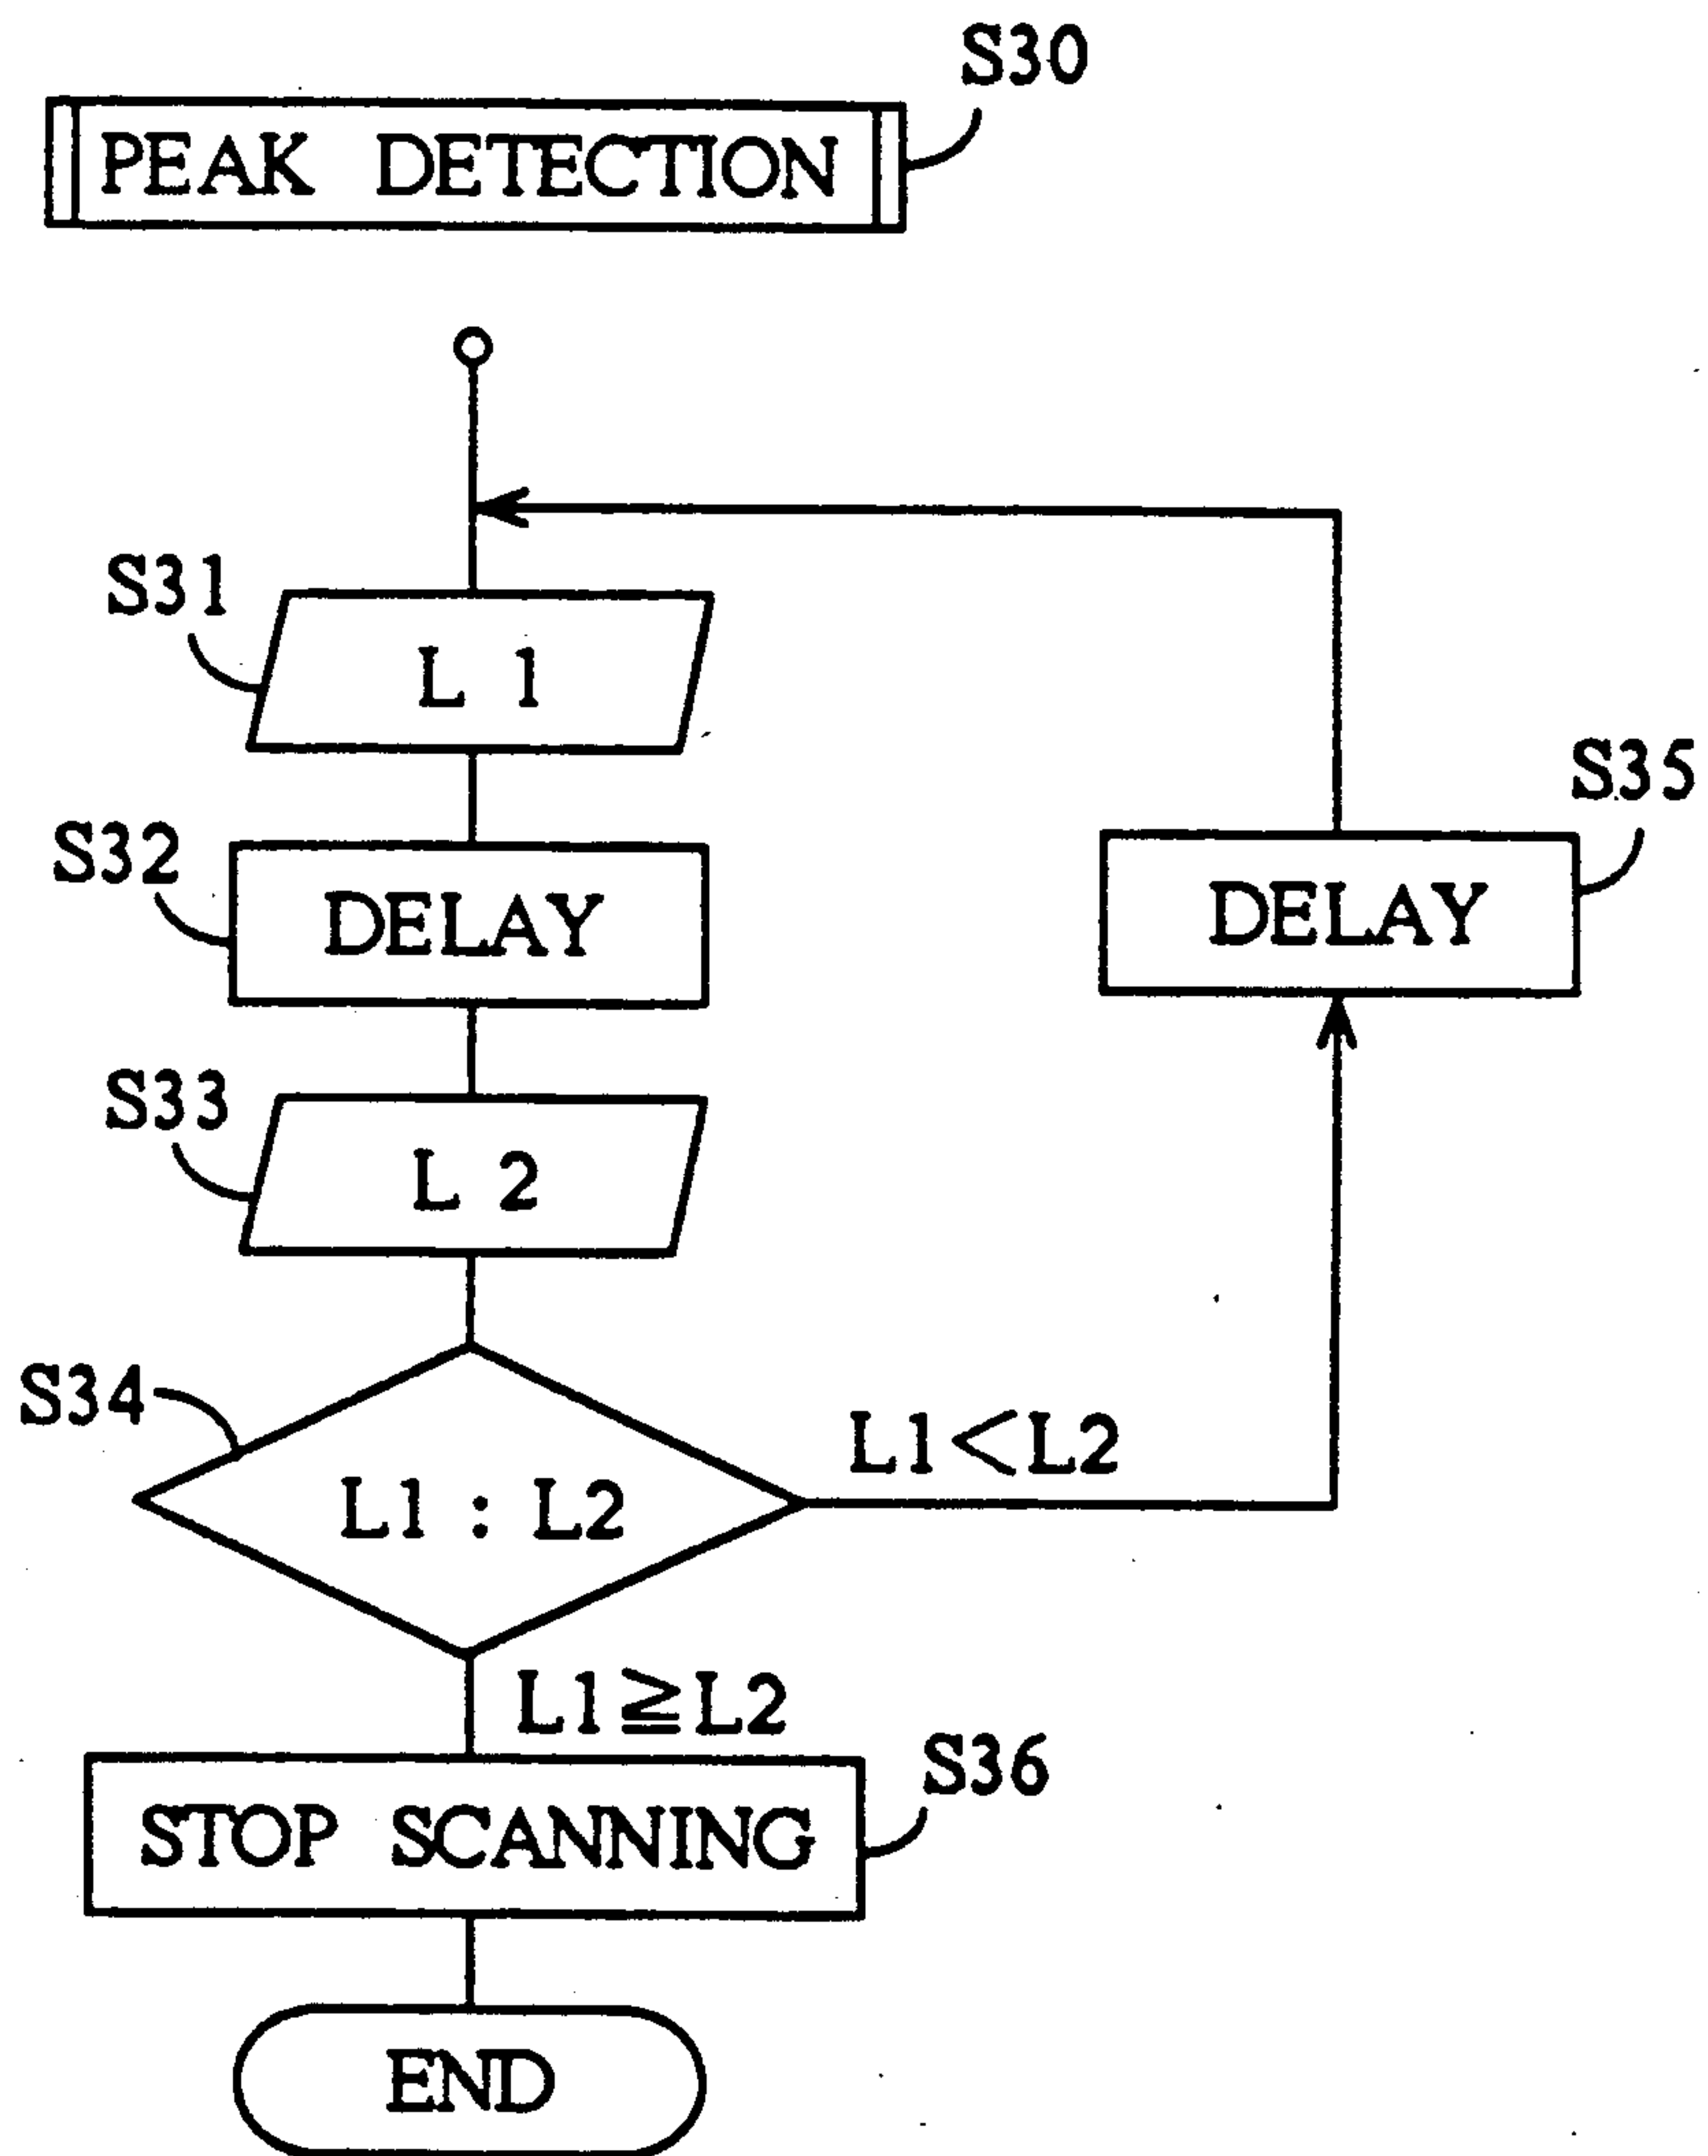 S30
PEAK DETECTION
S31
L 1
S35
S32
DELAY
DELAY
S33
L 2
S34
L1<L2
L1 : L2
L1≧L2
S36
STOP SCANNING
END